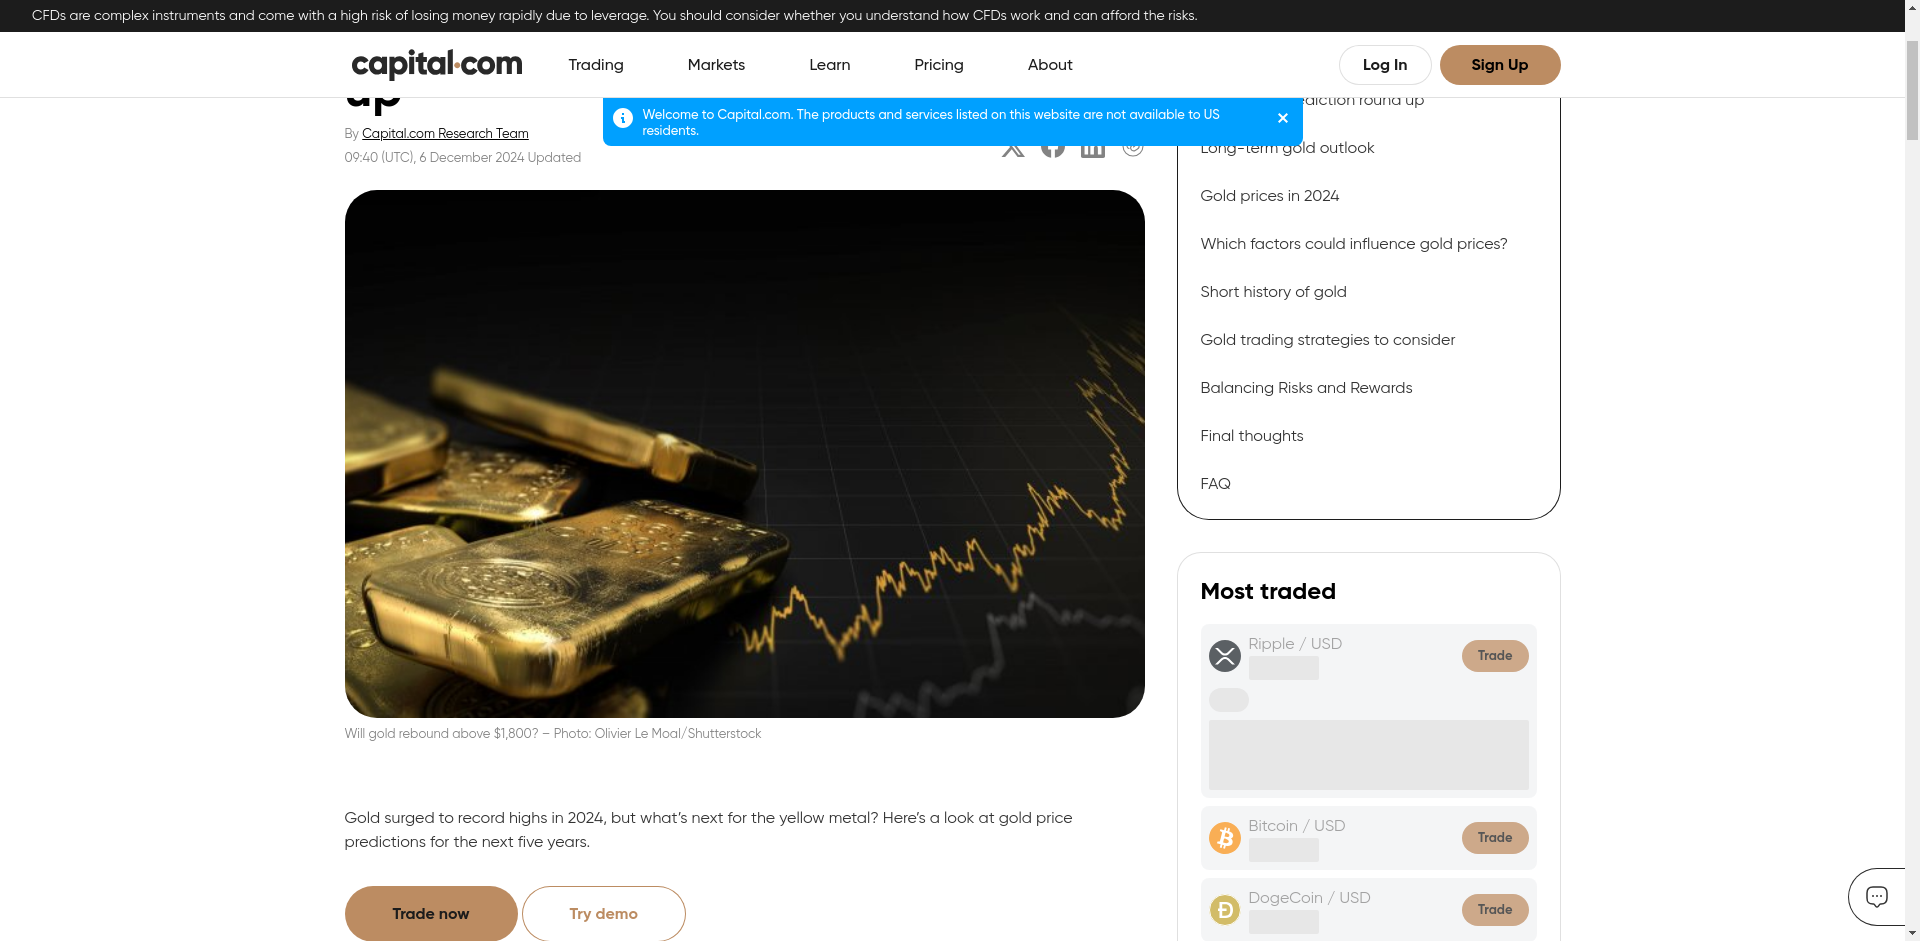 CFDs are complex instruments and come with a high risk of losing money rapidly due to leverage. You should consider whether you understand how CFDs work and can afford the risks.
capital.com
Trading
Markets
Learn
Pricing
About
Log In
Sign Up
up
By Capital.com Research Team
09:40 (UTC), 6 December 2024 Updated
Welcome to Capital.com. The products and services listed on this website are not available to US
residents.
Will gold rebound above $1,800? – Photo: Olivier Le Moal/Shutterstock
Gold surged to record highs in 2024, but what’s next for the yellow metal? Here’s a look at gold price
predictions for the next five years.
Trade now
Try demo
round up
Long-term gold outlook
Gold prices in 2024
Which factors could influence gold prices?
Short history of gold
Gold trading strategies to consider
Balancing Risks and Rewards
Final thoughts
FAQ
Most traded
Ripple / USD
Trade
Bitcoin / USD
Trade
DogeCoin / USD
Trade